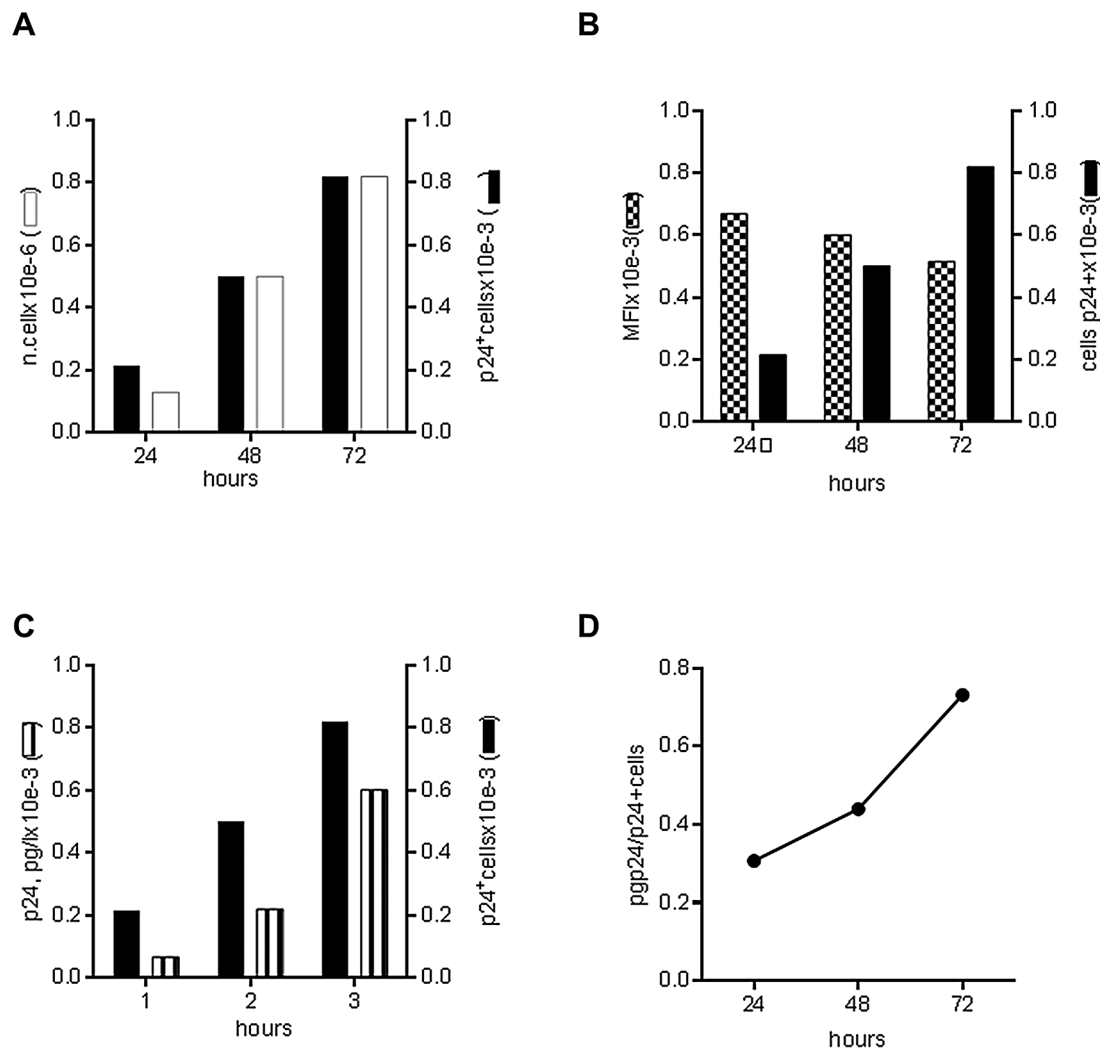 A
1.0
0.8
0.6
0.4
0.2
0.0
n.cellx10e-6 ( )
1.0
0.8
0.6
0.4
0.2
0.0
p24+cellsx10e-3 ( )
24 48 72
hours
B
1.0
0.8
0.6
0.4
0.2
0.0
MFIx10e-3( )
1.0
0.8
0.6
0.4
0.2
0.0
cells p24+x10e-3( )
24□ 48 72
hours
C
1.0
0.8
0.6
0.4
0.2
0.0
p24, pg/lx10e-3 ( )
1.0
0.8
0.6
0.4
0.2
0.0
p24+cellsx10e-3 ( )
1 2 3
hours
D
0.8
0.6
0.4
0.2
0.0
pgp24/p24+cells
24 48 72
hours